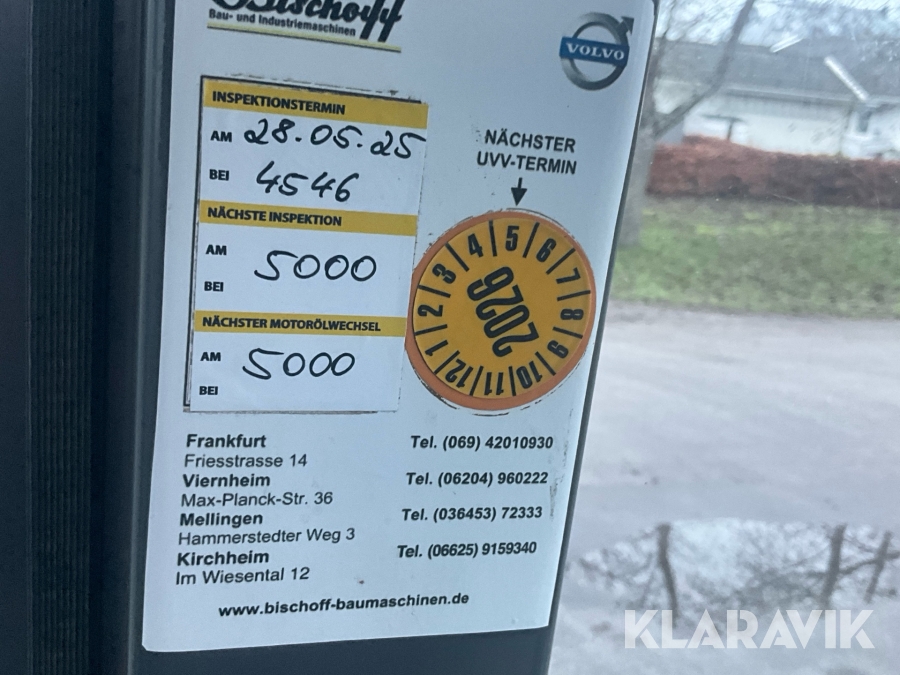 Bischoff
Bau- und Industriemaschinen
VOLVO
INSPEKTIONSTERMIN
AM 28.05.25
BEI 4546
NÄCHSTE INSPEKTION
AM 5000
BEI
NÄCHSTER MOTORÖLWECHSEL
AM 5000
BEI
NÄCHSTER
UVV-TERMIN
1 2 3 4 5 6 7 8 9 10 11 12
2026
Frankfurt Tel. (069) 42010930
Friesstrasse 14
Viernheim Tel. (06204) 960222
Max-Planck-Str. 36
Mellingen Tel. (036453) 72333
Hammerstedter Weg 3
Kirchheim Tel. (06625) 9159340
Im Wiesental 12
www.bischoff-baumaschinen.de
KLARAVIK